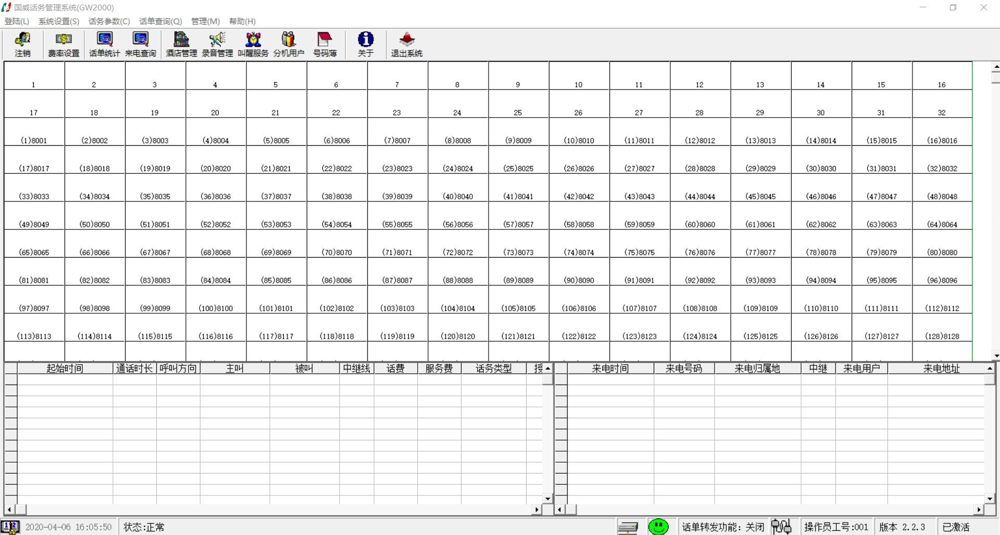 国威话务管理系统(GW2000)
登陆(L) 系统设置(S) 话务参数(C) 话单查询(Q) 管理(M) 帮助(H)
注销 费率设置 话单统计 来电查询 酒店管理 录音管理 叫醒服务 分机用户 号码薄 关于 退出系统
1 2 3 4 5 6 7 8 9 10 11 12 13 14 15 16
17 18 19 20 21 22 23 24 25 26 27 28 29 30 31 32
(1)8001 (2)8002 (3)8003 (4)8004 (5)8005 (6)8006 (7)8007 (8)8008 (9)8009 (10)8010 (11)8011 (12)8012 (13)8013 (14)8014 (15)8015 (16)8016
(17)8017 (18)8018 (19)8019 (20)8020 (21)8021 (22)8022 (23)8023 (24)8024 (25)8025 (26)8026 (27)8027 (28)8028 (29)8029 (30)8030 (31)8031 (32)8032
(33)8033 (34)8034 (35)8035 (36)8036 (37)8037 (38)8038 (39)8039 (40)8040 (41)8041 (42)8042 (43)8043 (44)8044 (45)8045 (46)8046 (47)8047 (48)8048
(49)8049 (50)8050 (51)8051 (52)8052 (53)8053 (54)8054 (55)8055 (56)8056 (57)8057 (58)8058 (59)8059 (60)8060 (61)8061 (62)8062 (63)8063 (64)8064
(65)8065 (66)8066 (67)8067 (68)8068 (69)8069 (70)8070 (71)8071 (72)8072 (73)8073 (74)8074 (75)8075 (76)8076 (77)8077 (78)8078 (79)8079 (80)8080
(81)8081 (82)8082 (83)8083 (84)8084 (85)8085 (86)8086 (87)8087 (88)8088 (89)8089 (90)8090 (91)8091 (92)8092 (93)8093 (94)8094 (95)8095 (96)8096
(97)8097 (98)8098 (99)8099 (100)8100 (101)8101 (102)8102 (103)8103 (104)8104 (105)8105 (106)8106 (107)8107 (108)8108 (109)8109 (110)8110 (111)8111 (112)8112
(113)8113 (114)8114 (115)8115 (116)8116 (117)8117 (118)8118 (119)8119 (120)8120 (121)8121 (122)8122 (123)8123 (124)8124 (125)8125 (126)8126 (127)8127 (128)8128
起始时间 通话时长 呼叫方向 主叫 被叫 中继线 话费 服务费 话务类型 授 来电时间 来电号码 来电归属地 中继 来电用户 来电地址
2020-04-06 16:05:50 状态:正常 话单转发功能: 关闭 操作员工号:001 版本 2.2.3 已激活